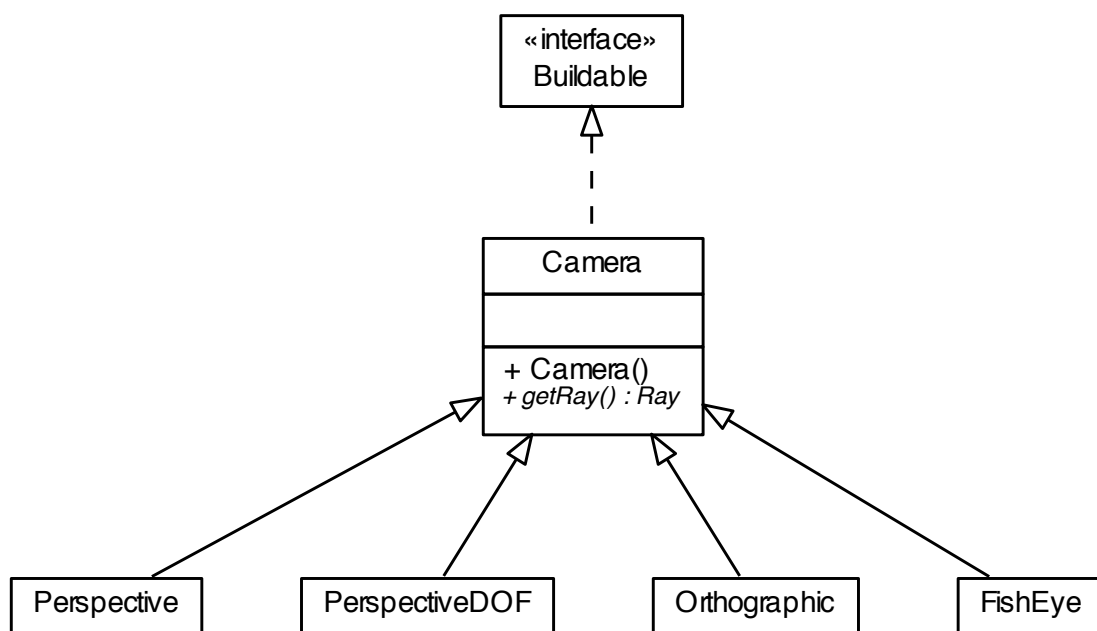 «interface»
Buildable
Camera
+ Camera()
+ getRay() : Ray
Perspective
PerspectiveDOF
Orthographic
FishEye